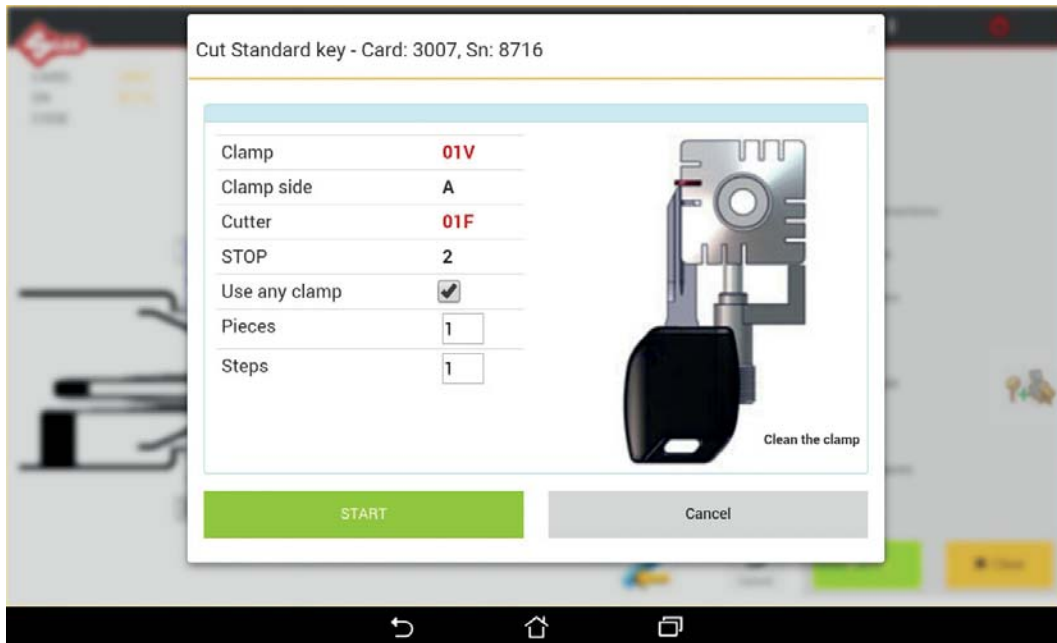 Cut Standard key - Card: 3007, Sn: 8716
Clamp 01V
Clamp side A
Cutter 01F
STOP 2
Use any clamp
Pieces 1
Steps 1
Clean the clamp
START Cancel